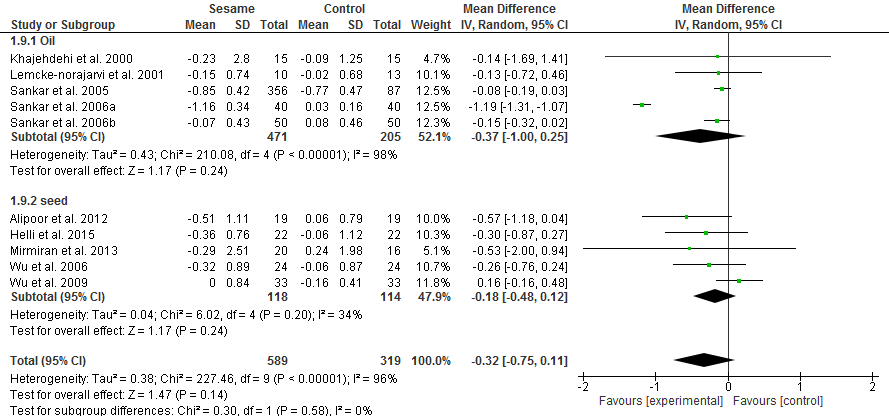 Sesame Control Mean Difference Mean Difference
Study or Subgroup Mean SD Total Mean SD Total Weight IV, Random, 95% CI IV, Random, 95% CI
1.9.1 Oil
Khajehdehi et al. 2000 -0.23 2.8 15 -0.09 1.25 15 4.7% -0.14 [-1.69, 1.41]
Lemcke-norajarvi et al. 2001 -0.15 0.74 10 -0.02 0.68 13 10.1% -0.13 [-0.72, 0.46]
Sankar et al. 2005 -0.85 0.42 356 -0.77 0.47 87 12.5% -0.08 [-0.19, 0.03]
Sankar et al. 2006a -1.16 0.34 40 0.03 0.16 40 12.4% -1.19 [-1.31, -1.07]
Sankar et al. 2006b -0.07 0.43 50 0.08 0.46 50 12.4% -0.15 [-0.32, 0.02]
Subtotal (95% CI) 471 205 52.1% -0.37 [-1.00, 0.25]
Heterogeneity: Tau² = 0.43; Chi² = 210.08, df = 4 (P < 0.00001); I² = 98%
Test for overall effect: Z = 1.17 (P = 0.24)
1.9.2 seed
Alipoor et al. 2012 -0.51 1.11 19 0.06 0.79 19 10.0% -0.57 [-1.18, 0.04]
Helli et al. 2015 -0.36 0.76 22 -0.06 1.12 22 10.2% -0.30 [-0.87, 0.27]
Mirmiran et al. 2013 -0.29 2.51 20 0.24 1.98 16 5.1% -0.53 [-2.00, 0.94]
Wu et al. 2006 -0.32 0.89 24 -0.06 0.87 24 10.7% -0.26 [-0.76, 0.24]
Wu et al. 2009 0 0.84 33 -0.16 0.41 33 11.8% 0.16 [-0.16, 0.48]
Subtotal (95% CI) 118 114 47.9% -0.18 [-0.48, 0.12]
Heterogeneity: Tau² = 0.04; Chi² = 6.02, df = 4 (P = 0.20); I² = 34%
Test for overall effect: Z = 1.17 (P = 0.24)
Total (95% CI) 589 319 100.0% -0.32 [-0.75, 0.11]
Heterogeneity: Tau² = 0.38; Chi² = 227.46, df = 9 (P < 0.00001); I² = 96%
-2 -1 0 1 2
Test for overall effect: Z = 1.47 (P = 0.14)
Favours [experimental] Favours [control]
Test for subgroup differences: Chi² = 0.30, df = 1 (P = 0.58), I² = 0%